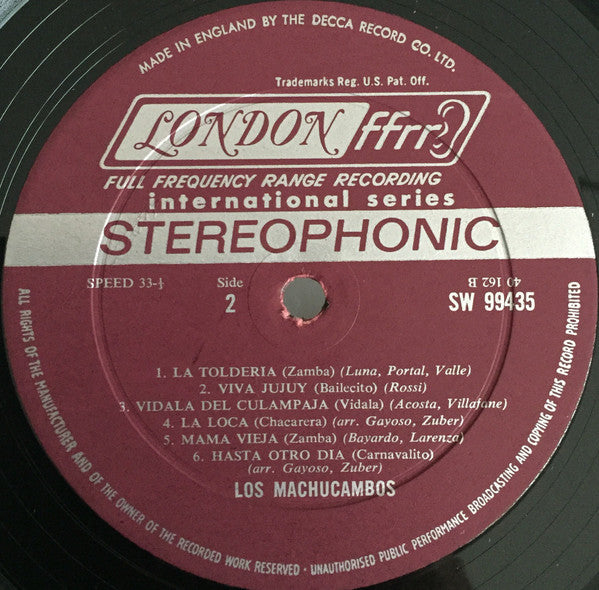 MADE IN ENGLAND BY THE DECCA RECORD CO. LTD.
Trademarks Reg. U.S. Pat. Off.
LONDON ffrr
FULL FREQUENCY RANGE RECORDING
international series
STEREOPHONIC
SPEED 33-⅓
Side
2
40 162 B
SW 99435
1. LA TOLDERIA (Zamba) (Luna, Portal, Valle)
2. VIVA JUJUY (Bailecito) (Rossi)
3. VIDALA DEL CULAMPAJA (Vidala) (Acosta, Villafane)
4. LA LOCA (Chacarera) (arr. Gayoso, Zuber)
5. MAMA VIEJA (Zamba) (Bayardo, Larenza)
6. HASTA OTRO DIA (Carnavalito)
(arr. Gayoso, Zuber)
LOS MACHUCAMBOS
ALL RIGHTS OF THE MANUFACTURER AND OF THE OWNER OF THE RECORDED WORK RESERVED · UNAUTHORISED PUBLIC PERFORMANCE BROADCASTING AND COPYING OF THIS RECORD PROHIBITED